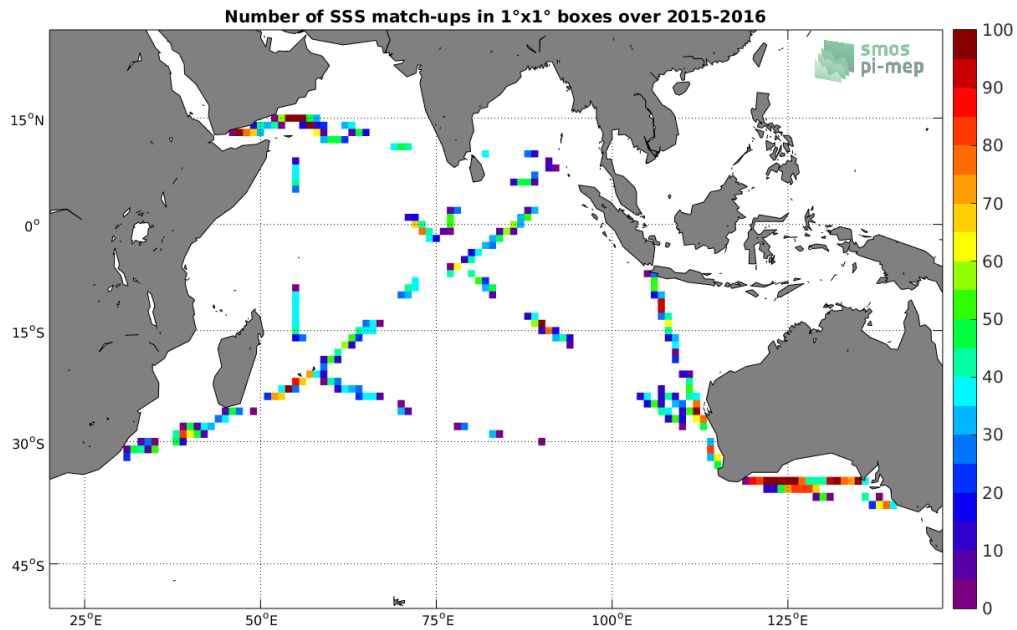 Number of SSS match-ups in 1°x1° boxes over 2015-2016
smos
pi-mep
100
90
80
70
60
50
40
30
20
10
0
15°N
0°
15°S
30°S
45°S
25°E
50°E
75°E
100°E
125°E